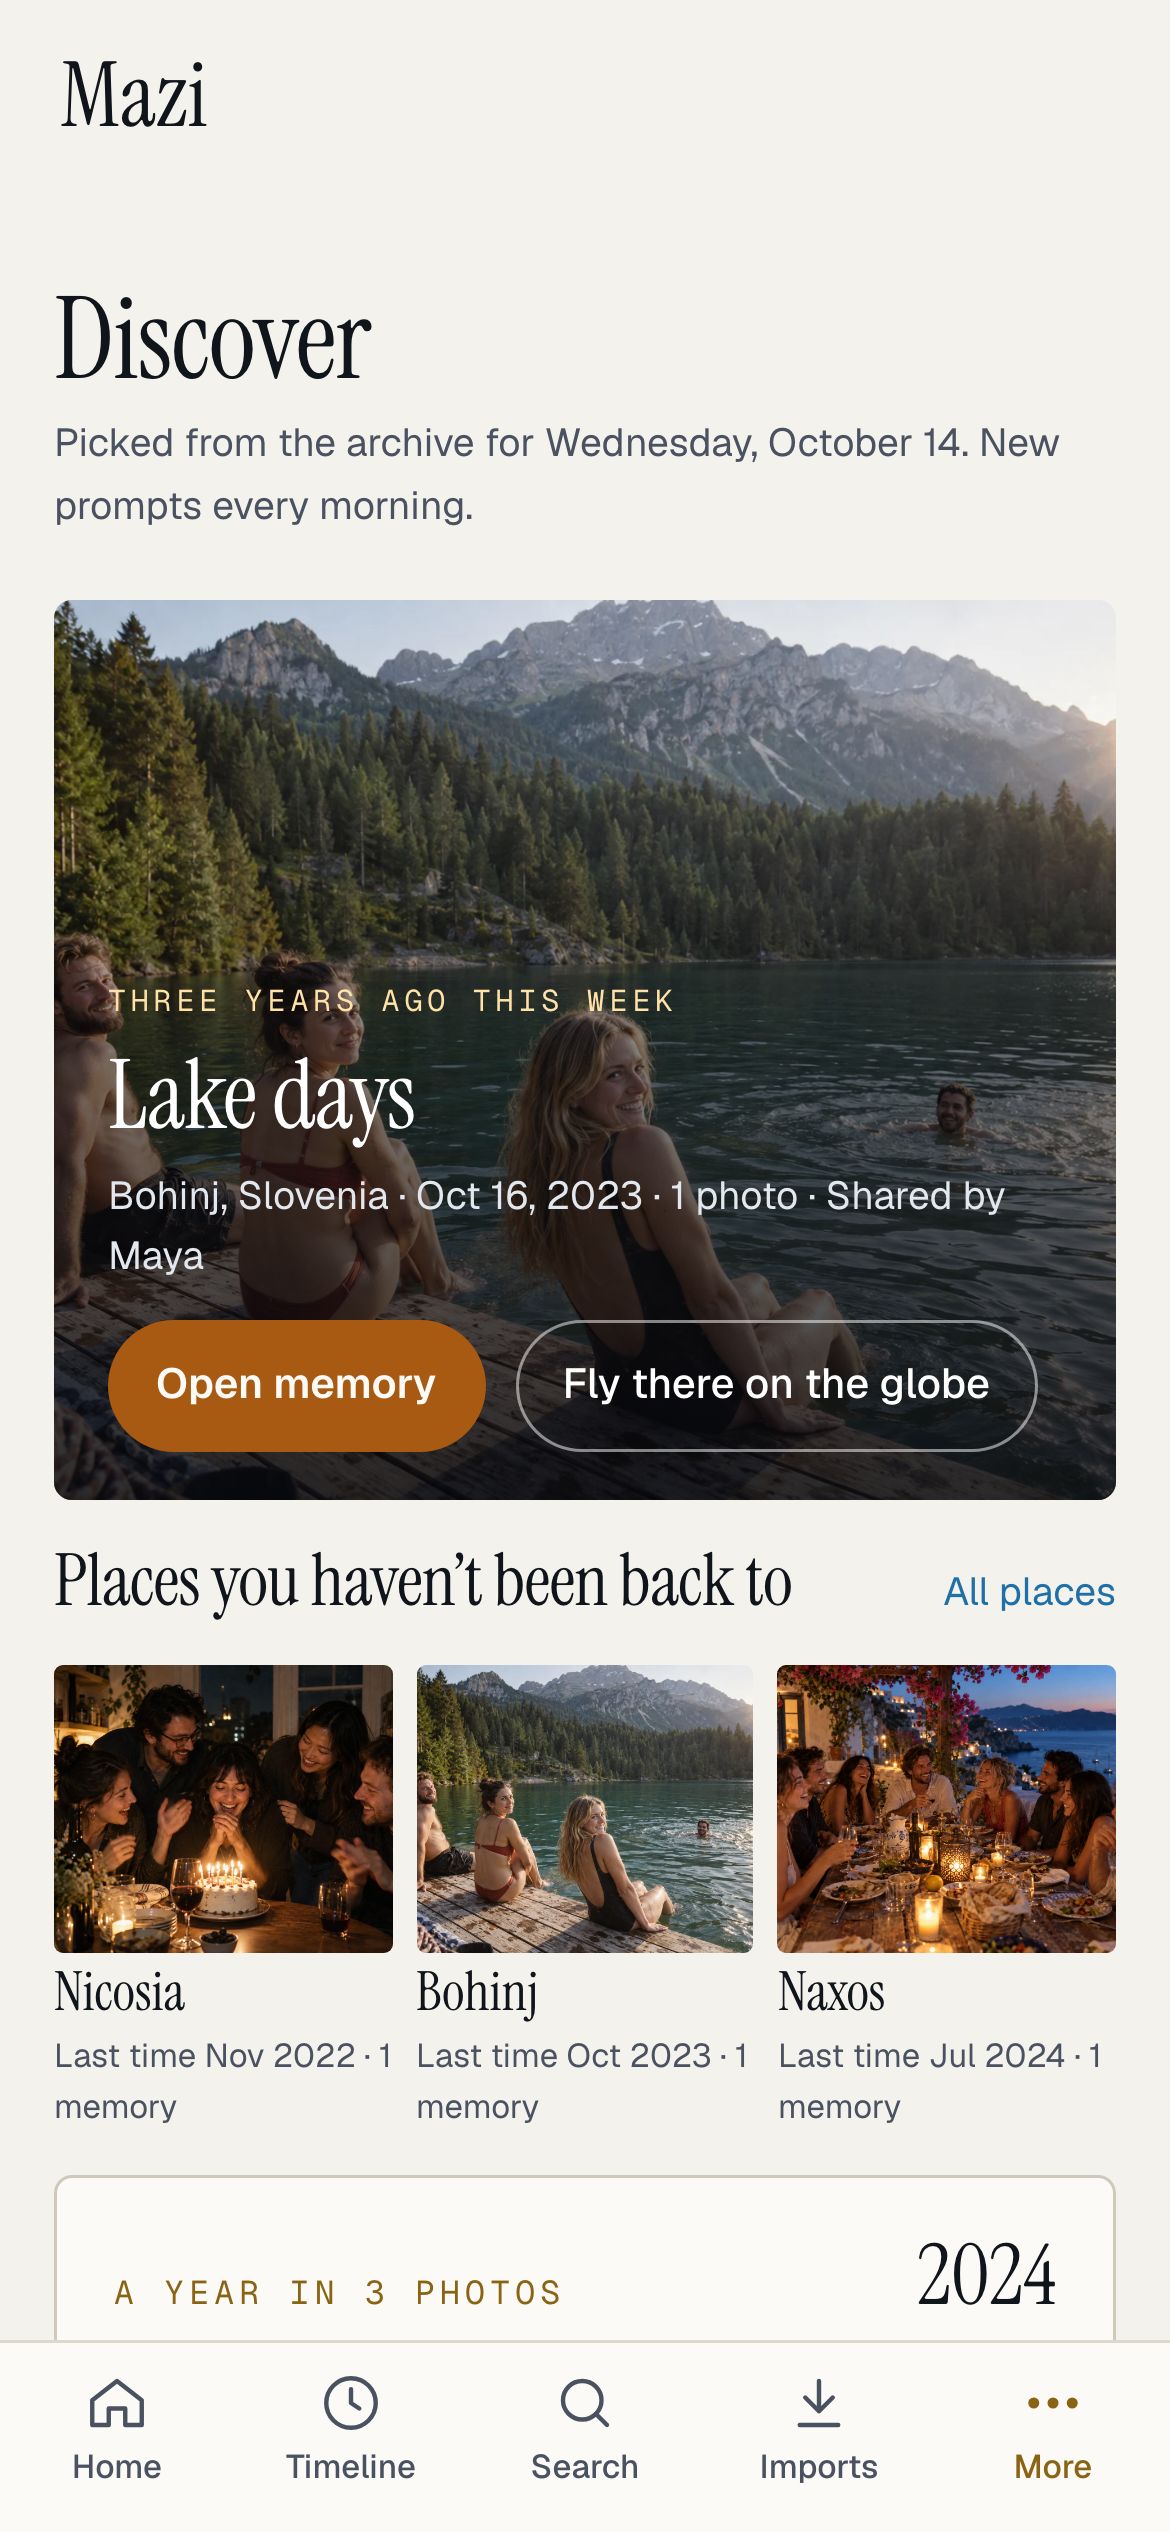 Mazi
Discover
Picked from the archive for Wednesday, October 14. New
prompts every morning.
THREE YEARS AGO THIS WEEK
Lake days
Bohinj, Slovenia · Oct 16, 2023 · 1 photo · Shared by
Maya
Open memory
Fly there on the globe
Places you haven’t been back to
All places
Nicosia
Last time Nov 2022 · 1
memory
Bohinj
Last time Oct 2023 · 1
memory
Naxos
Last time Jul 2024 · 1
memory
A YEAR IN 3 PHOTOS
2024
Home
Timeline
Search
Imports
More